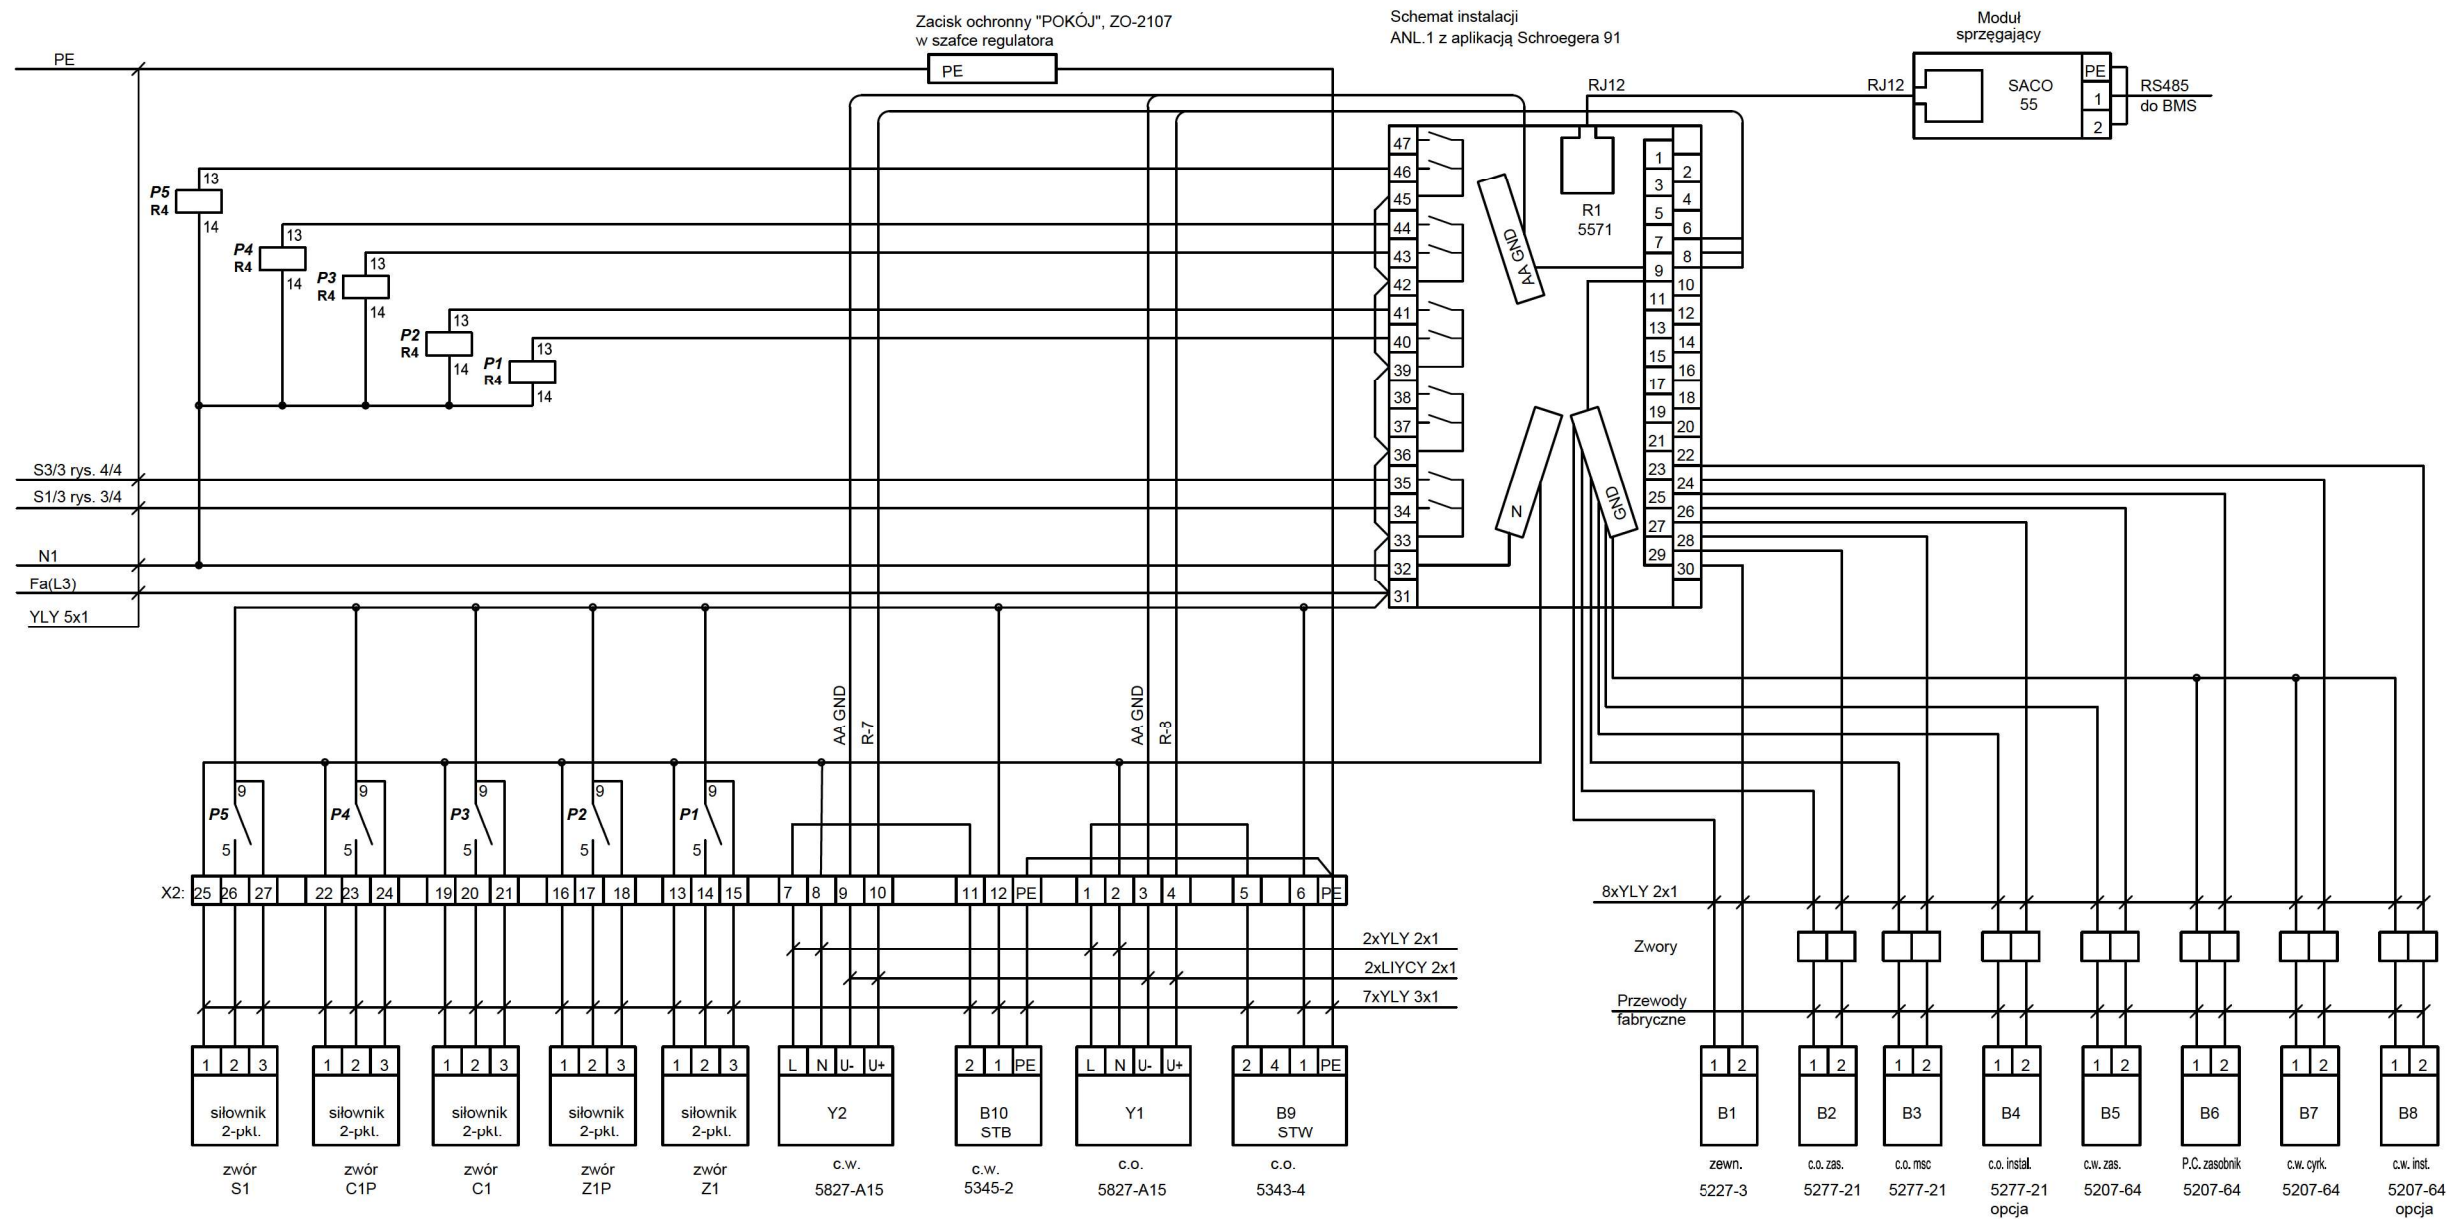 Zacisk ochronny "POKÓJ", ZO-2107
w szafce regulatora
PE
PE
Schemat instalacji
ANL.1 z aplikacją Schroegera 91
Moduł
sprzęgający
SACO
55
PE
1
2
RS485
do BMS
RJ12
RJ12
R1
5571
AA GND
N
GND
47
46
45
44
43
42
41
40
39
38
37
36
35
34
33
32
31
1
2
3
4
5
6
7
8
9
10
11
12
13
14
15
16
17
18
19
20
21
22
23
24
25
26
27
28
29
30
P5
R4
13
14
P4
R4
13
14
P3
R4
13
14
P2
R4
13
14
P1
R4
13
14
S3/3 rys. 4/4
S1/3 rys. 3/4
N1
Fa(L3)
YLY 5x1
AA GND
R-7
AA GND
R-8
P5
9
5
P4
9
5
P3
9
5
P2
9
5
P1
9
5
X2: 25 26 27 22 23 24 19 20 21 16 17 18 13 14 15 7 8 9 10 11 12 PE 1 2 3 4 5 6 PE
2xYLY 2x1
2xLIYCY 2x1
7xYLY 3x1
8xYLY 2x1
Zwory
Przewody
fabryczne
1 2 3
siłownik
2-pkt.
zwór
S1
1 2 3
siłownik
2-pkt.
zwór
C1P
1 2 3
siłownik
2-pkt.
zwór
C1
1 2 3
siłownik
2-pkt.
zwór
Z1P
1 2 3
siłownik
2-pkt.
zwór
Z1
L N U- U+
Y2
c.w.
5827-A15
2 1 PE
B10
STB
c.w.
5345-2
L N U- U+
Y1
c.o.
5827-A15
2 4 1 PE
B9
STW
c.o.
5343-4
1 2
B1
zewn.
5227-3
1 2
B2
c.o. zas.
5277-21
1 2
B3
c.o. msc
5277-21
1 2
B4
c.o. instal.
5277-21
opcja
1 2
B5
c.w. zas.
5207-64
1 2
B6
P.C. zasobnik
5207-64
1 2
B7
c.w. cyrk.
5207-64
1 2
B8
c.w. inst.
5207-64
opcja